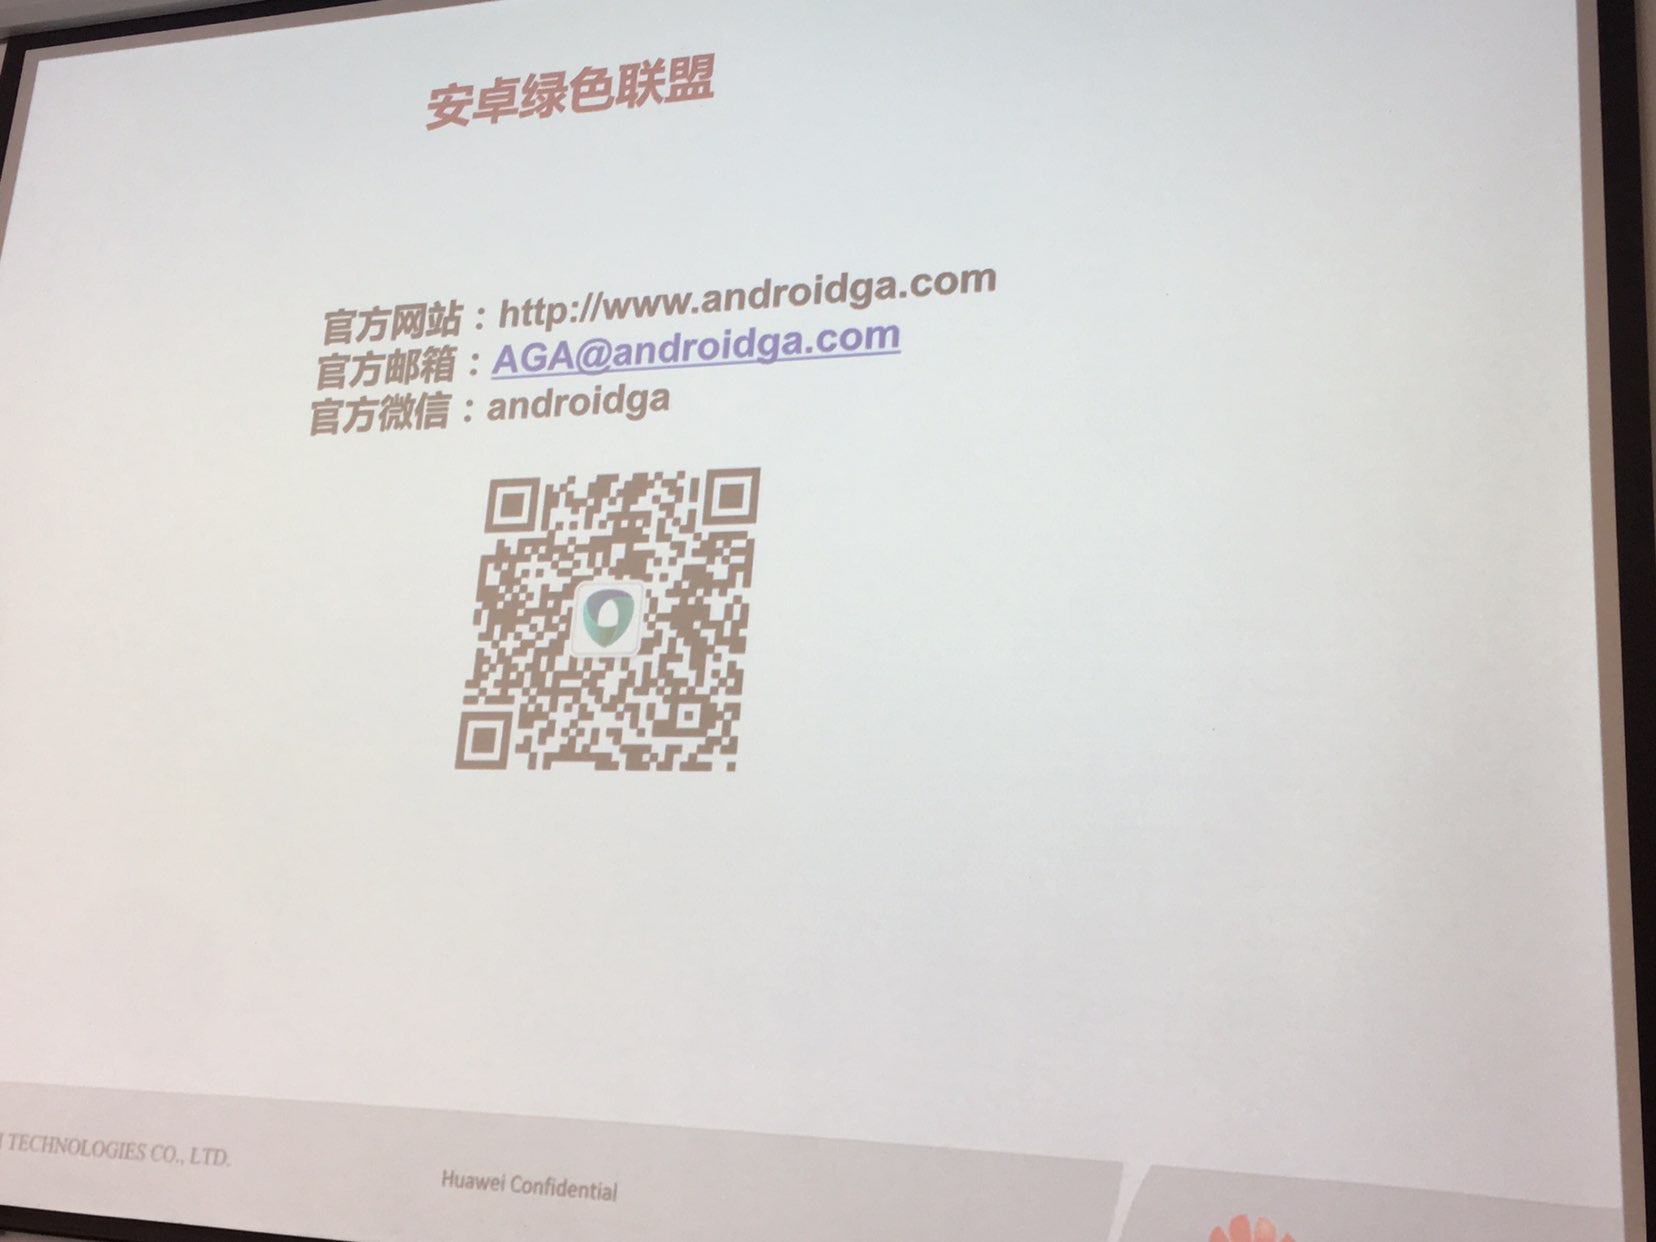 安卓绿色联盟
官方网站：http://www.androidga.com
官方邮箱：AGA@androidga.com
官方微信：androidga
TECHNOLOGIES CO., LTD.
Huawei Confidential